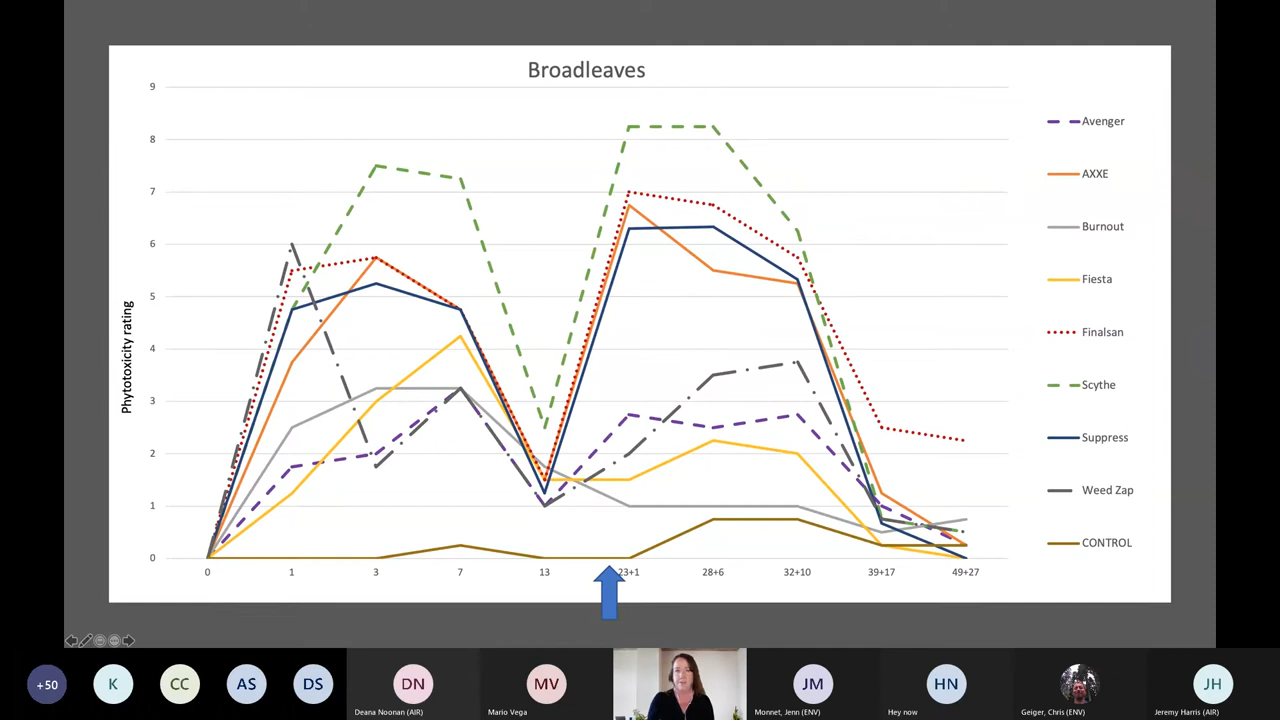 Broadleaves
Phytotoxicity rating
9
8
7
6
5
4
3
2
1
0
0 1 3 7 13 23+1 28+6 32+10 39+17 49+27
Avenger
AXXE
Burnout
Fiesta
Finalsan
Scythe
Suppress
Weed Zap
CONTROL
+50 K CC AS DS DN MV JM HN JH
Deana Noonan (AIR) Mario Vega Monnet, Jenn (ENV) Hey now Geiger, Chris (ENV) Jeremy Harris (AIR)